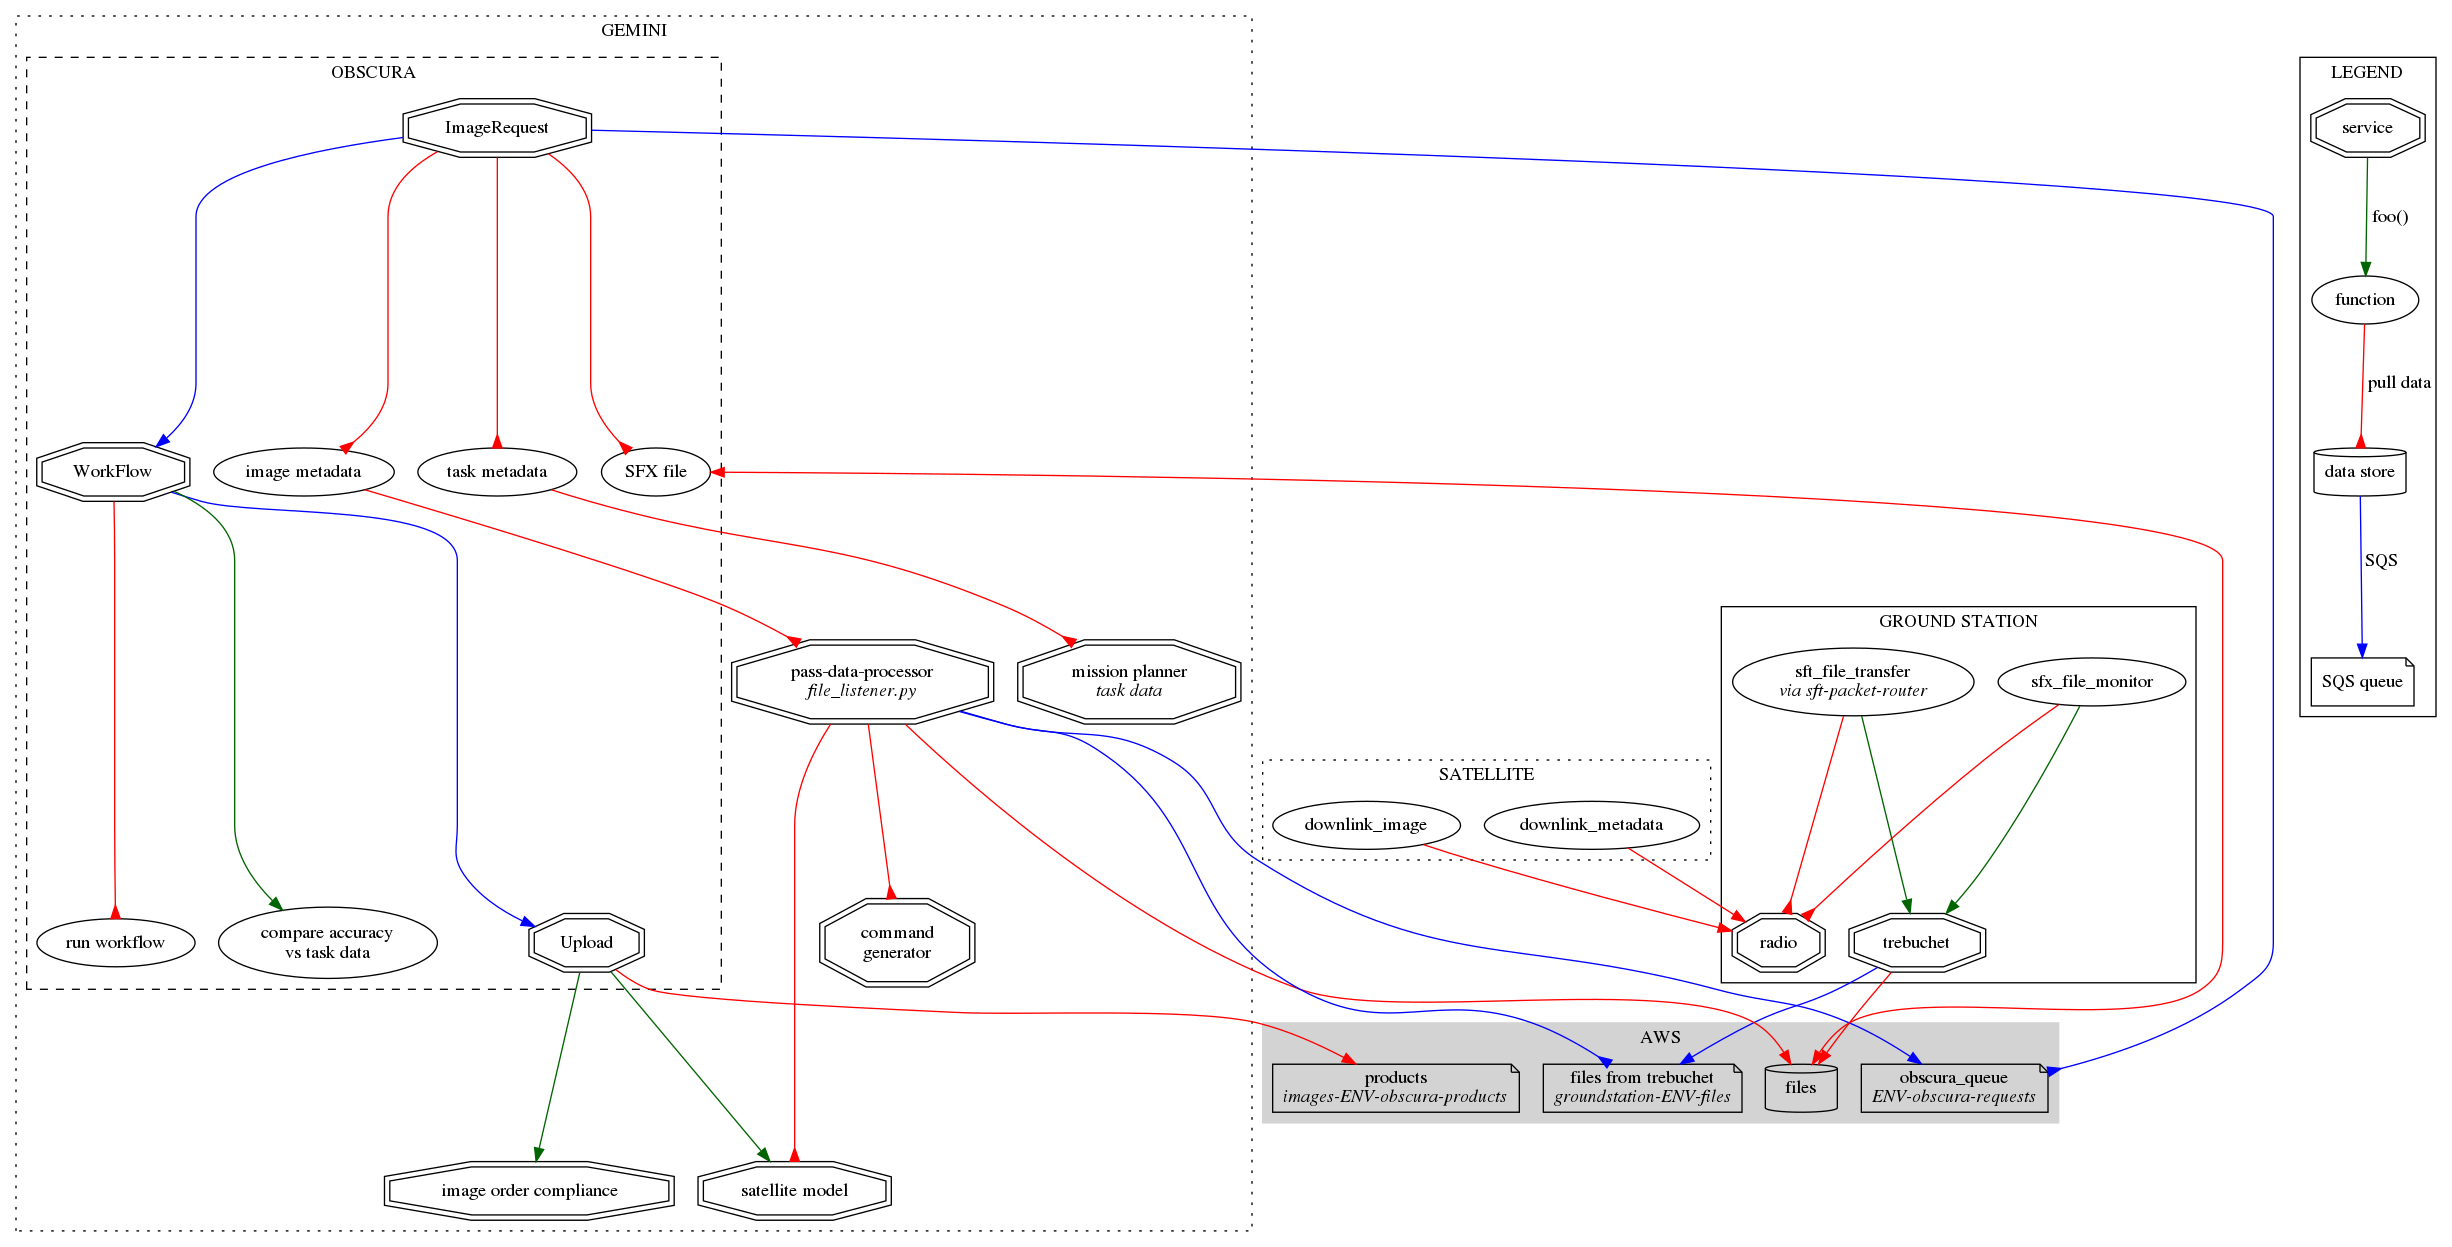 GEMINI
OBSCURA
LEGEND
ImageRequest
service
foo()
function
pull data
WorkFlow
image metadata
task metadata
SFX file
data store
SQS
GROUND STATION
pass-data-processor
file_listener.py
mission planner
task data
sft_file_transfer
via sft-packet-router
sfx_file_monitor
SQS queue
SATELLITE
downlink_image
downlink_metadata
run workflow
compare accuracy
vs task data
Upload
command
generator
radio
trebuchet
AWS
products
images-ENV-obscura-products
files from trebuchet
groundstation-ENV-files
files
obscura_queue
ENV-obscura-requests
image order compliance
satellite model